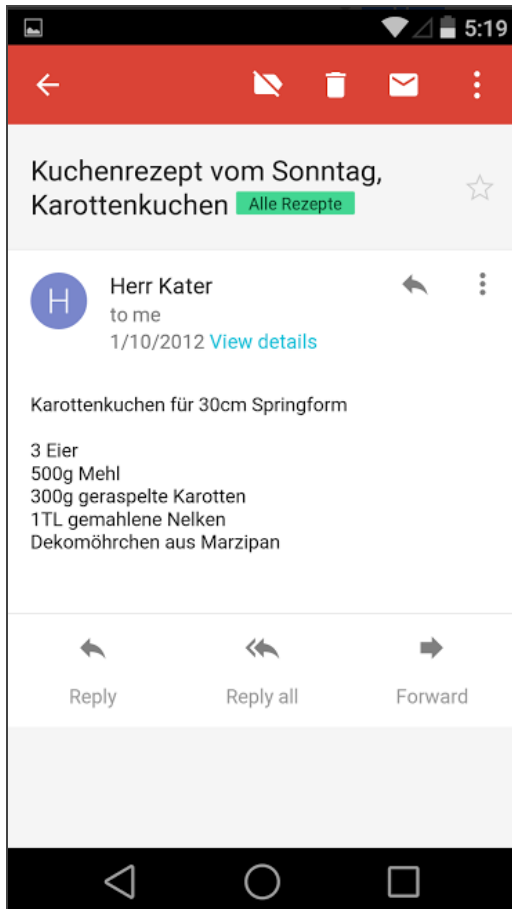 5:19
Kuchenrezept vom Sonntag,
Karottenkuchen Alle Rezepte
H
Herr Kater
to me
1/10/2012 View details
Karottenkuchen für 30cm Springform
3 Eier
500g Mehl
300g geraspelte Karotten
1TL gemahlene Nelken
Dekomöhrchen aus Marzipan
Reply Reply all Forward